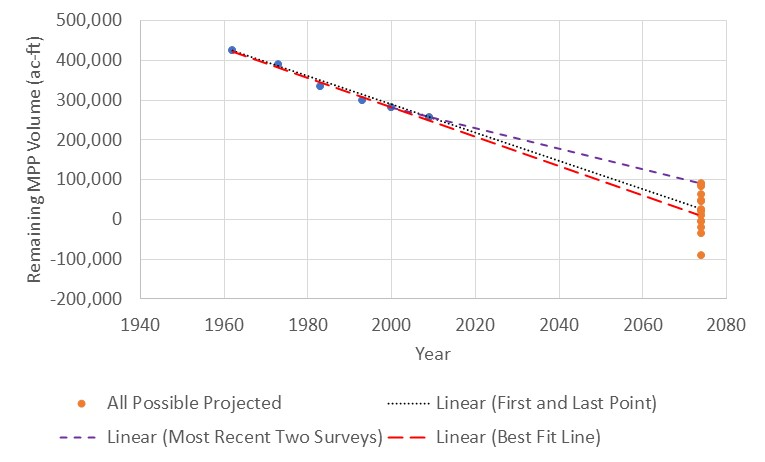 500,000
400,000
300,000
200,000
100,000
0
-100,000
-200,000
Remaining MPP Volume (ac-ft)
1940 1960 1980 2000 2020 2040 2060 2080
Year
All Possible Projected Linear (First and Last Point)
Linear (Most Recent Two Surveys) Linear (Best Fit Line)